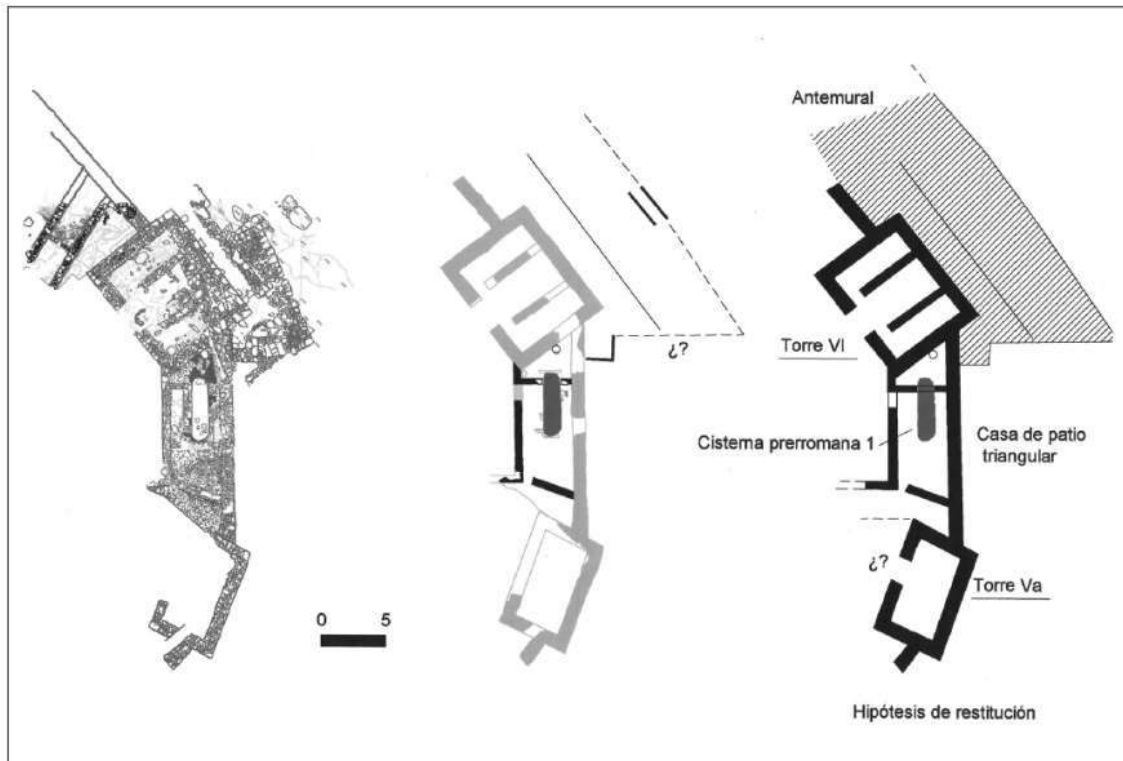 Antemural
¿?
Torre VI
Cisterna prerromana 1
Casa de patio
triangular
¿?
Torre Va
0 5
Hipótesis de restitución